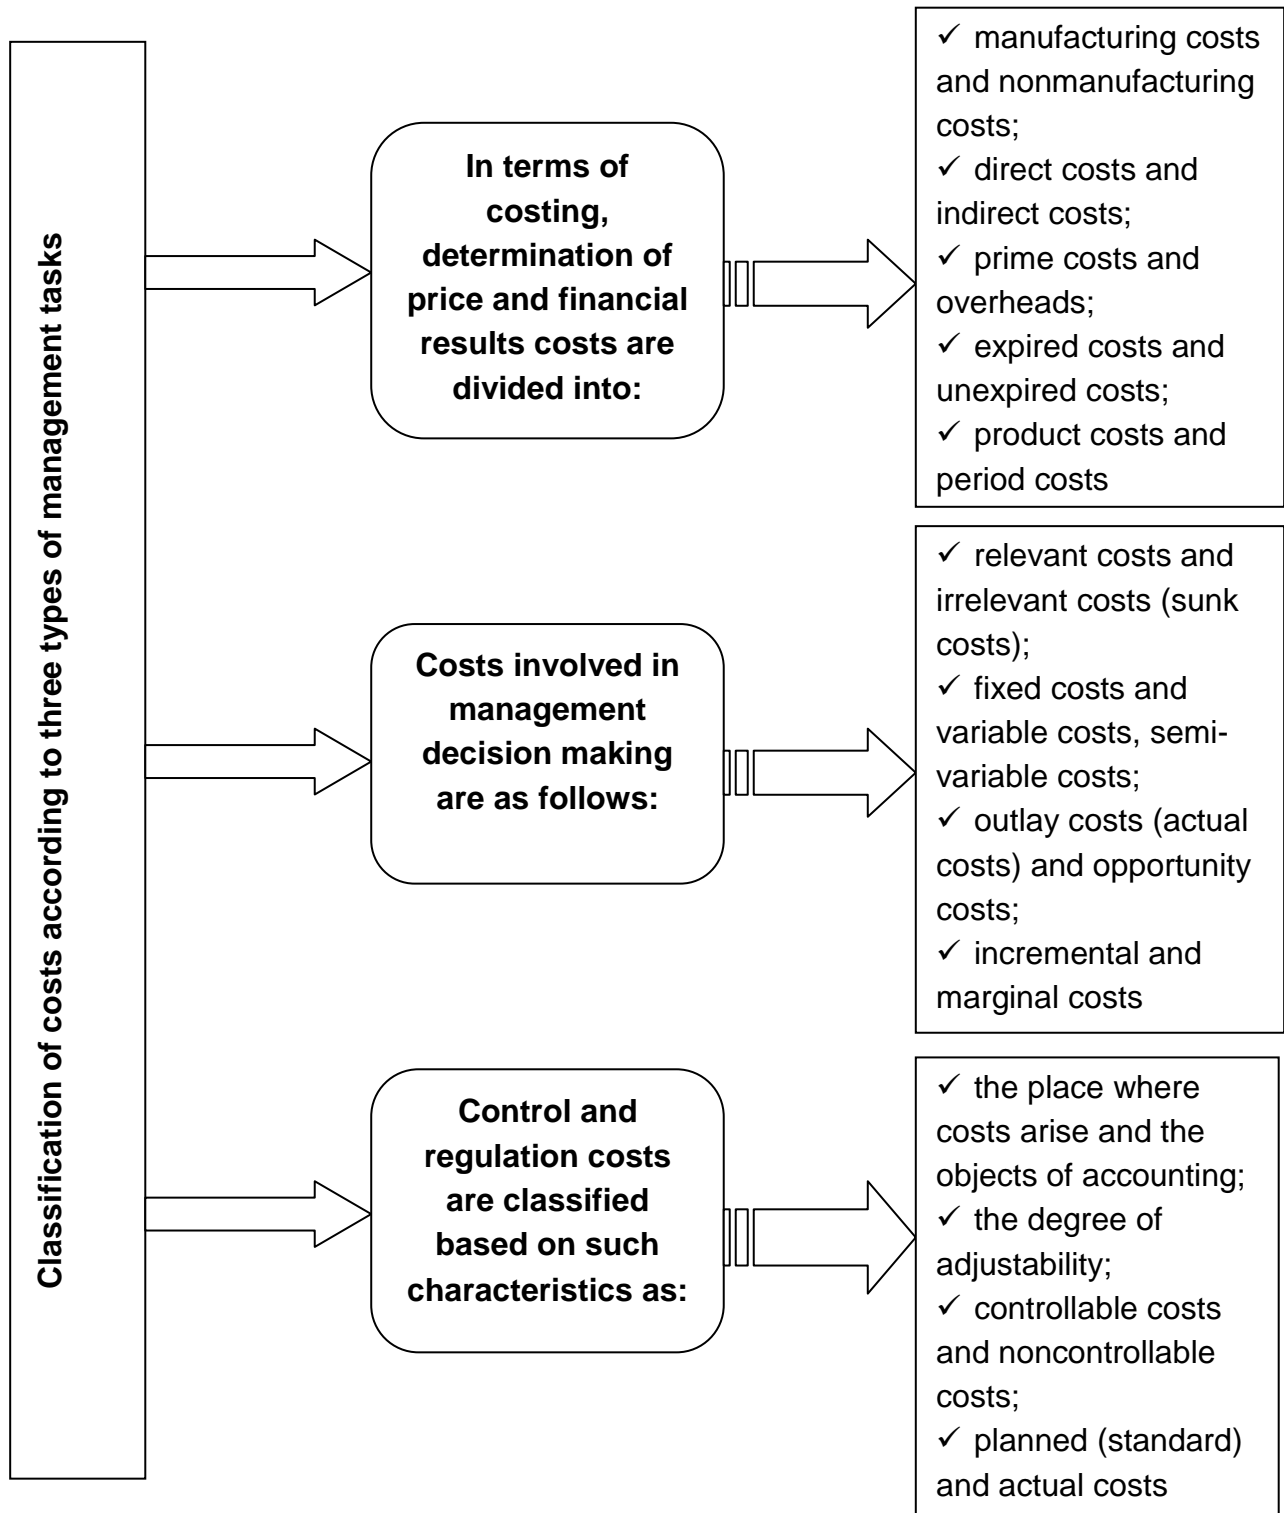 Classification of costs according to three types of management tasks
In terms of
costing,
determination of
price and financial
results costs are
divided into:
✓ manufacturing costs
and nonmanufacturing
costs;
✓ direct costs and
indirect costs;
✓ prime costs and
overheads;
✓ expired costs and
unexpired costs;
✓ product costs and
period costs
Costs involved in
management
decision making
are as follows:
✓ relevant costs and
irrelevant costs (sunk
costs);
✓ fixed costs and
variable costs, semi-
variable costs;
✓ outlay costs (actual
costs) and opportunity
costs;
✓ incremental and
marginal costs
Control and
regulation costs
are classified
based on such
characteristics as:
✓ the place where
costs arise and the
objects of accounting;
✓ the degree of
adjustability;
✓ controllable costs
and noncontrollable
costs;
✓ planned (standard)
and actual costs